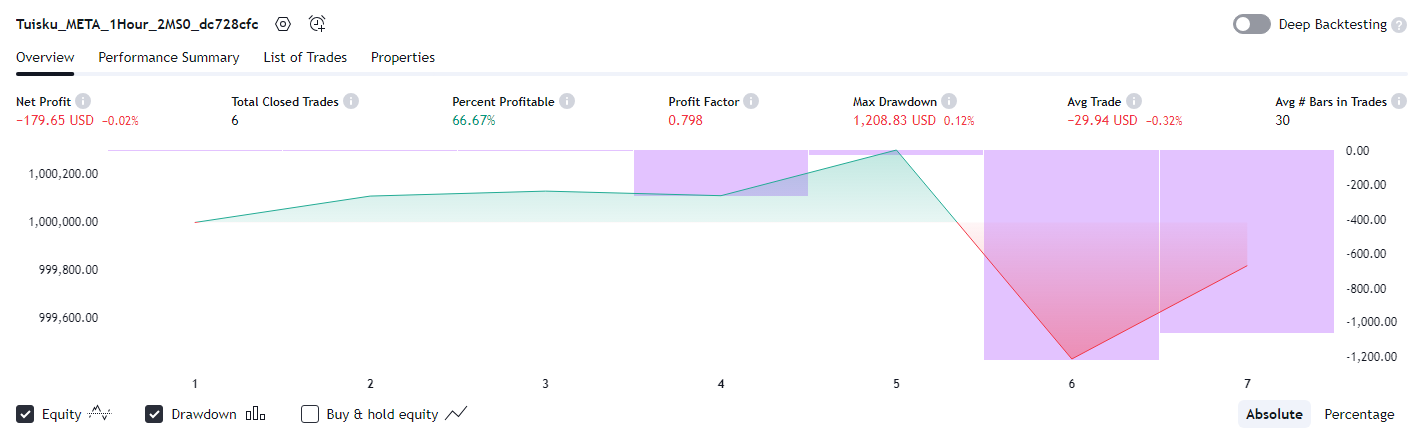 Tuisku_META_1Hour_2MS0_dc728cfc
Deep Backtesting ?
Overview Performance Summary List of Trades Properties
Net Profit Total Closed Trades Percent Profitable Profit Factor Max Drawdown Avg Trade Avg # Bars in Trades
−179.65 USD −0.02% 6 66.67% 0.798 1,208.83 USD 0.12% −29.94 USD −0.32% 30
1,000,200.00
1,000,000.00
999,800.00
999,600.00
0.00
-200.00
-400.00
-600.00
-800.00
-1,000.00
-1,200.00
1 2 3 4 5 6 7
Equity Drawdown Buy & hold equity Absolute Percentage